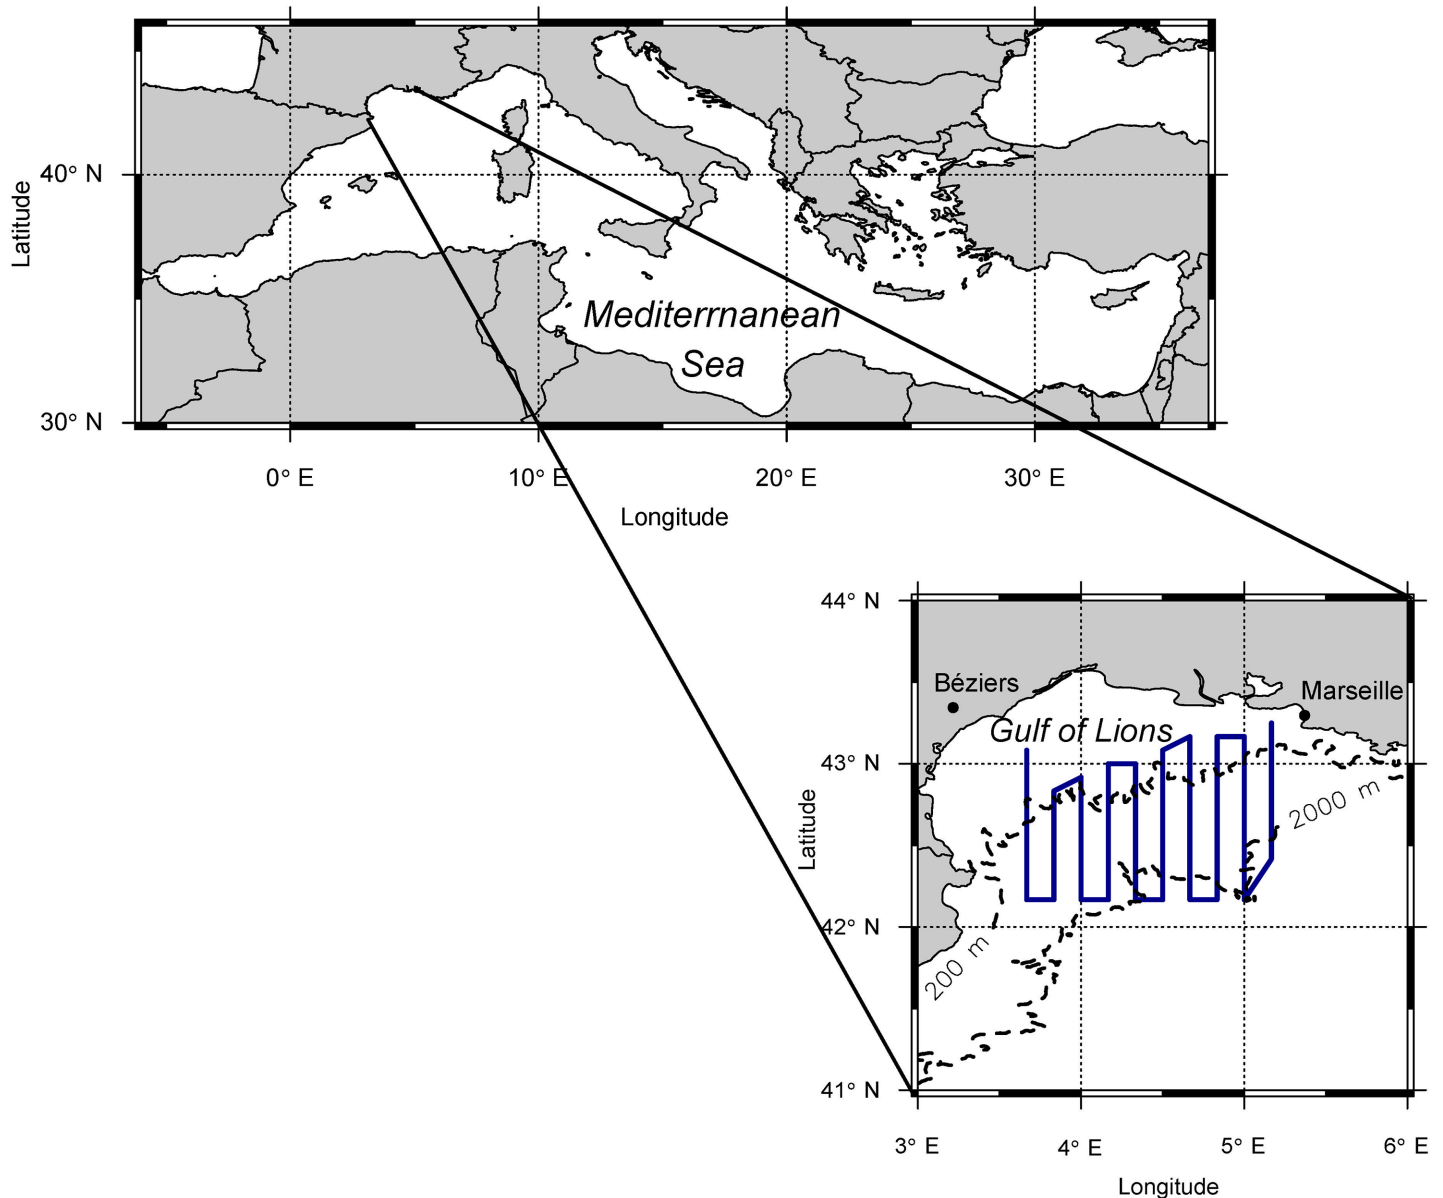 Latitude
40° N
30° N
Mediterrnanean
Sea
0° E
10° E
20° E
30° E
Longitude
44° N
43° N
42° N
41° N
Latitude
Béziers
Marseille
Gulf of Lions
2000 m
200 m
3° E
4° E
5° E
6° E
Longitude